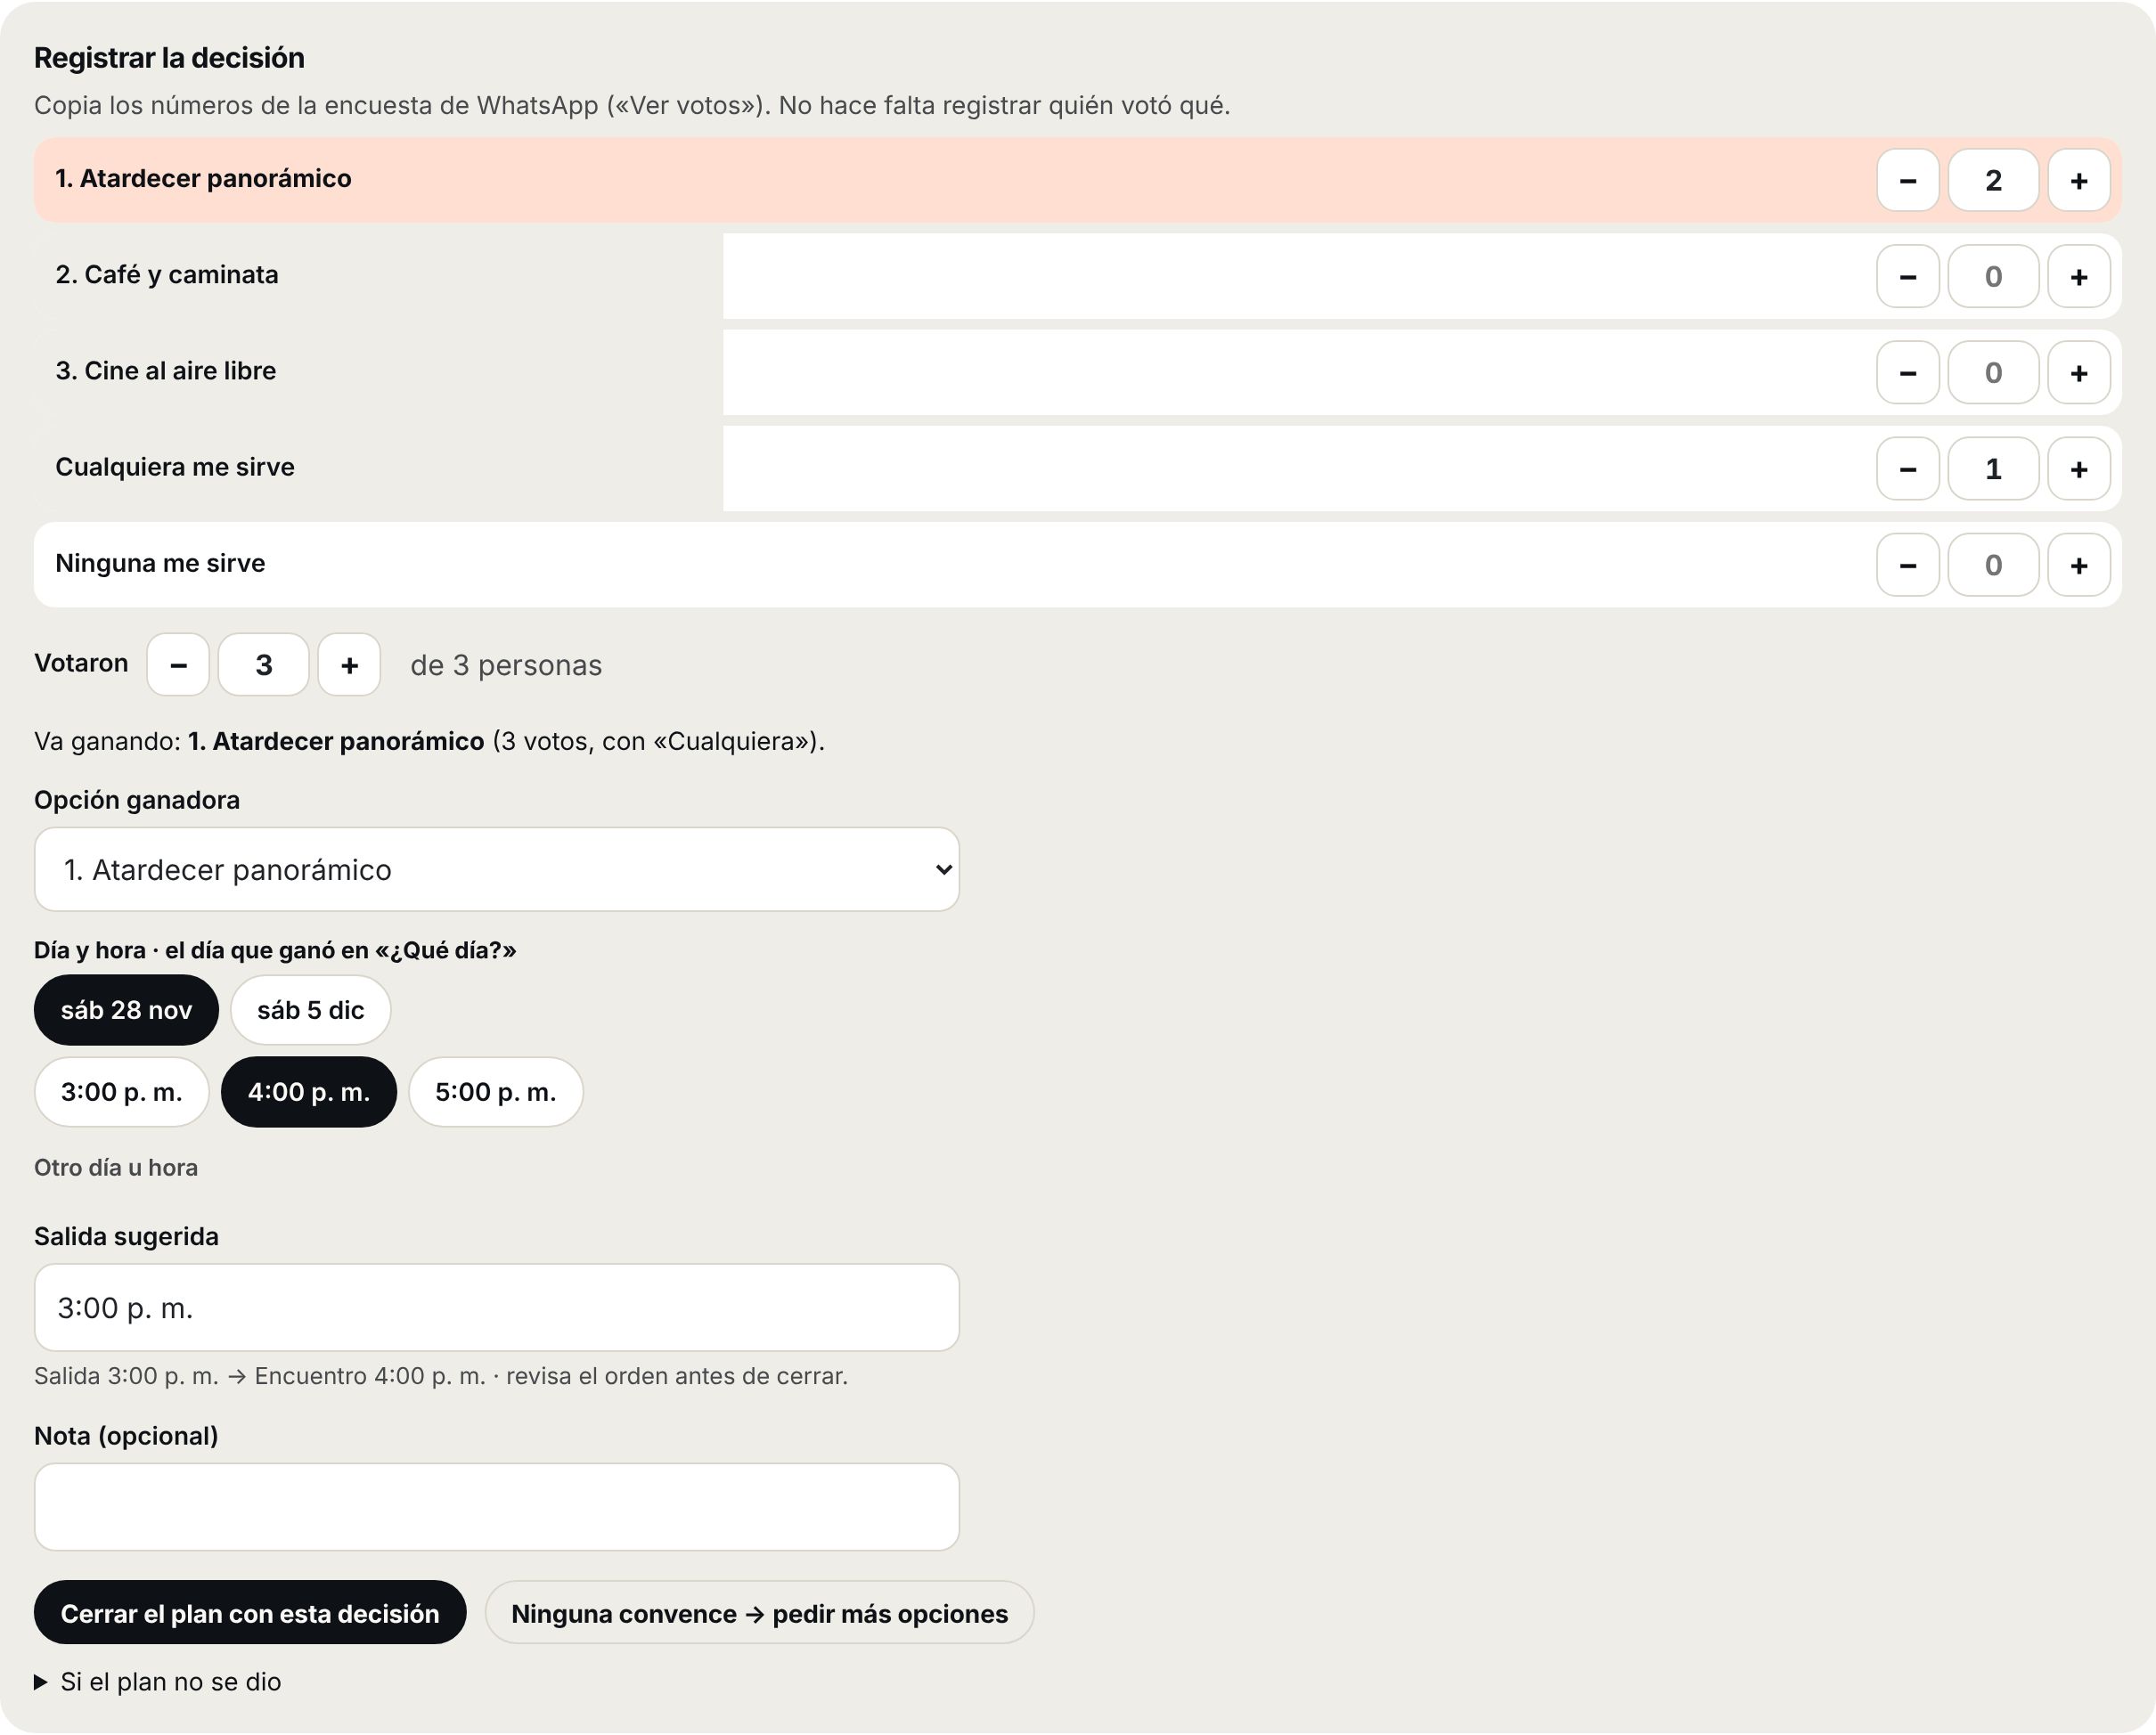 Registrar la decisión
Copia los números de la encuesta de WhatsApp («Ver votos»). No hace falta registrar quién votó qué.
1. Atardecer panorámico − 2 +
2. Café y caminata − 0 +
3. Cine al aire libre − 0 +
Cualquiera me sirve − 1 +
Ninguna me sirve − 0 +
Votaron − 3 + de 3 personas
Va ganando: 1. Atardecer panorámico (3 votos, con «Cualquiera»).
Opción ganadora
1. Atardecer panorámico
Día y hora · el día que ganó en «¿Qué día?»
sáb 28 nov sáb 5 dic
3:00 p. m. 4:00 p. m. 5:00 p. m.
Otro día u hora
Salida sugerida
3:00 p. m.
Salida 3:00 p. m. → Encuentro 4:00 p. m. · revisa el orden antes de cerrar.
Nota (opcional)
Cerrar el plan con esta decisión Ninguna convence → pedir más opciones
▶ Si el plan no se dio